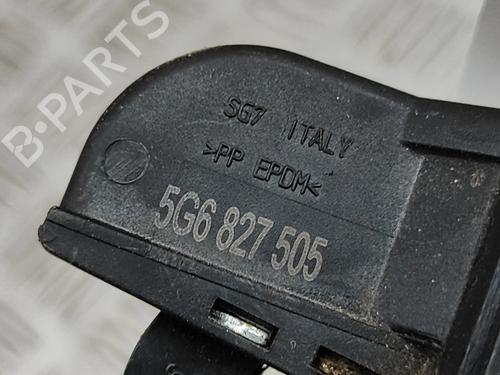 B-PARTS
SG7 ITALY
>PP EPDM<
5G6 827 505